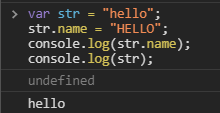 > var str = "hello";
str.name = "HELLO";
console.log(str.name);
console.log(str);
undefined
hello